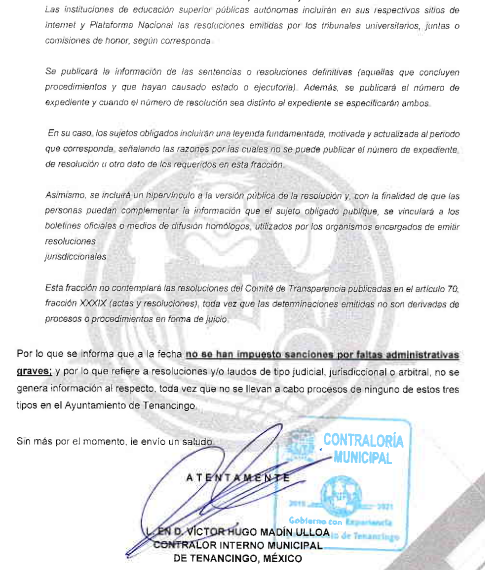 Las instituciones de educación superior públicas autónomas incluirán en sus respectivos sitios de
Internet y Plataforma Nacional las resoluciones emitidas por los tribunales universitarios, juntas o
comisiones de honor, según corresponda.
Se publicará la información de las sentencias o resoluciones definitivas (aquellas que concluyen
procedimientos y que hayan causado estado o ejecutoria). Además, se publicará el número de
expediente y cuando el número de resolución sea distinto al expediente se especificarán ambos.
En su caso, los sujetos obligados incluirán una leyenda fundamentada, motivada y actualizada al periodo
que corresponda, señalando las razones por las cuales no se puede publicar el número de expediente,
de resolución u otro dato de los requeridos en esta fracción.
Asimismo, se incluirá un hipervínculo a la versión pública de la resolución y, con la finalidad de que las
personas puedan complementar la información que el sujeto obligado publique, se vinculará a los
boletines oficiales o medios de difusión homólogos, utilizados por los organismos encargados de emitir
resoluciones
jurisdiccionales.
Esta fracción no contemplará las resoluciones del Comité de Transparencia publicadas en el artículo 70,
fracción XXXIX (actas y resoluciones), toda vez que las determinaciones emitidas no son derivadas de
procesos o procedimientos en forma de juicio.
Por lo que se informa que a la fecha no se han impuesto sanciones por faltas administrativas
graves; y por lo que refiere a resoluciones y/o laudos de tipo judicial, jurisdiccional o arbitral, no se
genera información al respecto, toda vez que no se llevan a cabo procesos de ninguno de estos tres
tipos en el Ayuntamiento de Tenancingo.
Sin más por el momento, le envío un saludo.
CONTRALORÍA
MUNICIPAL
ATENTAMENTE
2019 2021
Gobierno con Experiencia
L. EN D. VÍCTOR HUGO MADÍN ULLOA
CONTRALOR INTERNO MUNICIPAL
de Tenancingo
DE TENANCINGO, MÉXICO